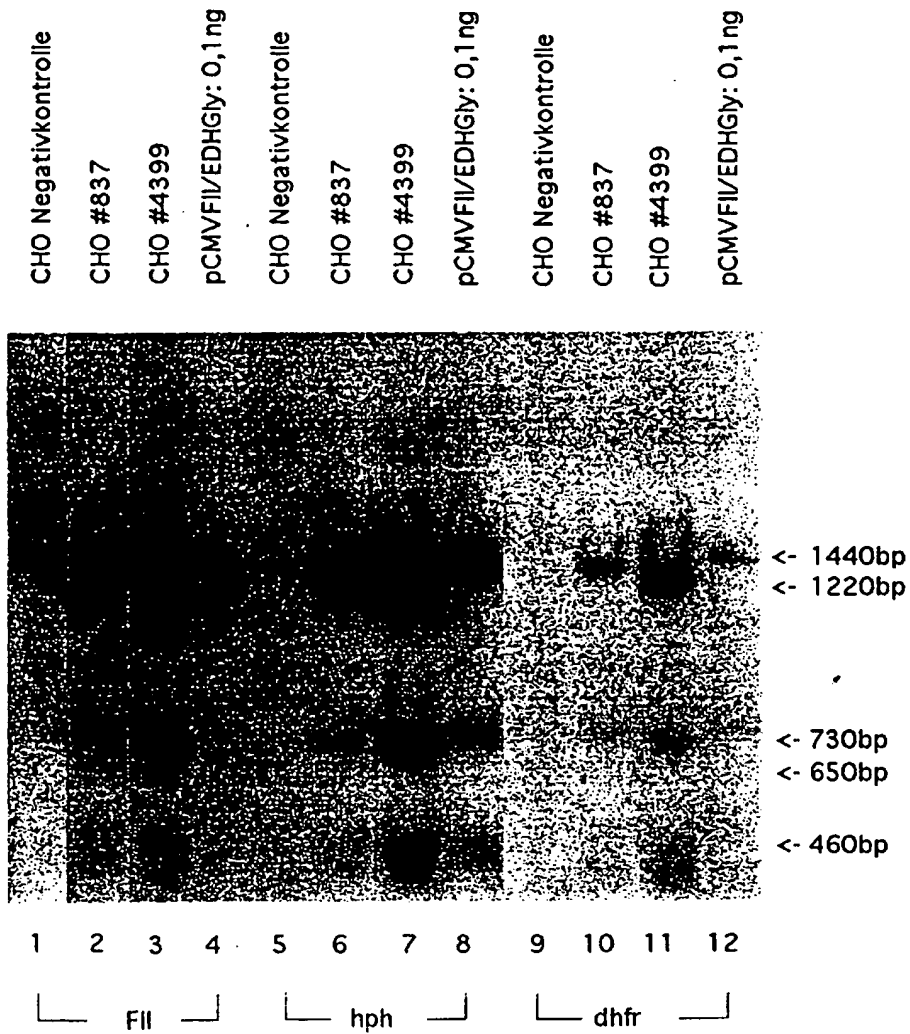 CHO Negativkontrolle
CHO #837
CHO #4399
pCMVFII/EDHGly: 0,1ng
CHO Negativkontrolle
CHO #837
CHO #4399
pCMVFII/EDHGly: 0,1ng
CHO Negativkontrolle
CHO #837
CHO #4399
pCMVFII/EDHGly: 0,1ng
<- 1440bp
<- 1220bp
<- 730bp
<- 650bp
<- 460bp
1 2 3 4 5 6 7 8 9 10 11 12
FII hph dhfr